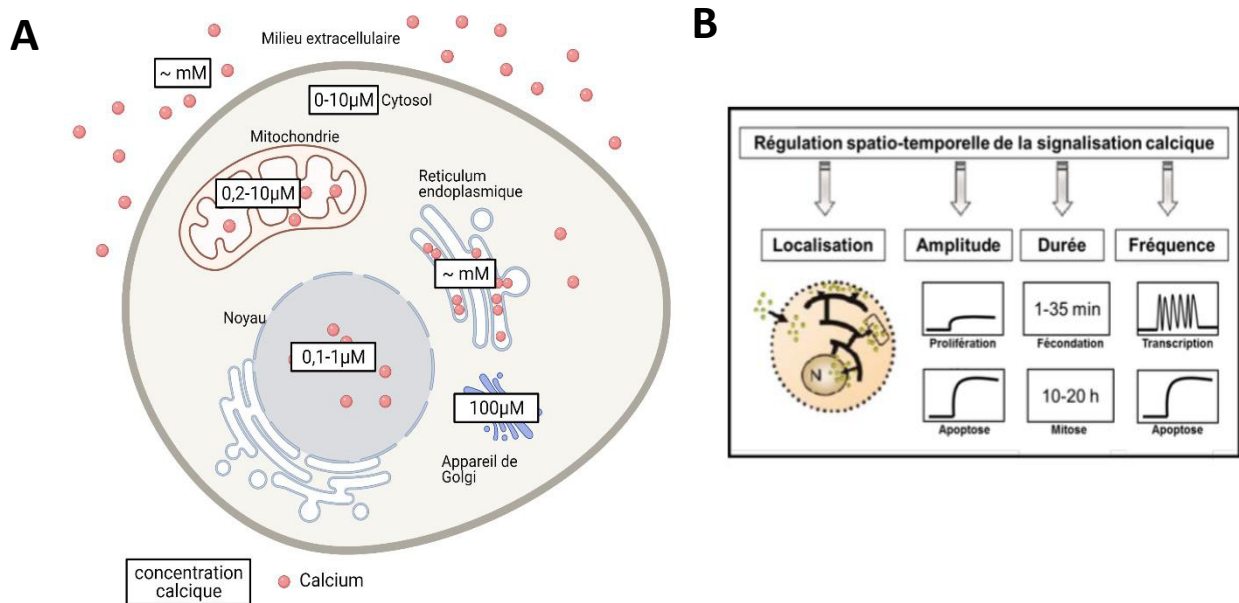 A
Milieu extracellulaire
~ mM
0-10µM Cytosol
Mitochondrie
0,2-10µM
Reticulum
endoplasmique
~ mM
Noyau
0,1-1µM
100µM
Appareil de
Golgi
concentration
calcique
Calcium
B
Régulation spatio-temporelle de la signalisation calcique
Localisation Amplitude Durée Fréquence
N
Prolifération
1-35 min
Fécondation
Transcription
Apoptose
10-20 h
Mitose
Apoptose